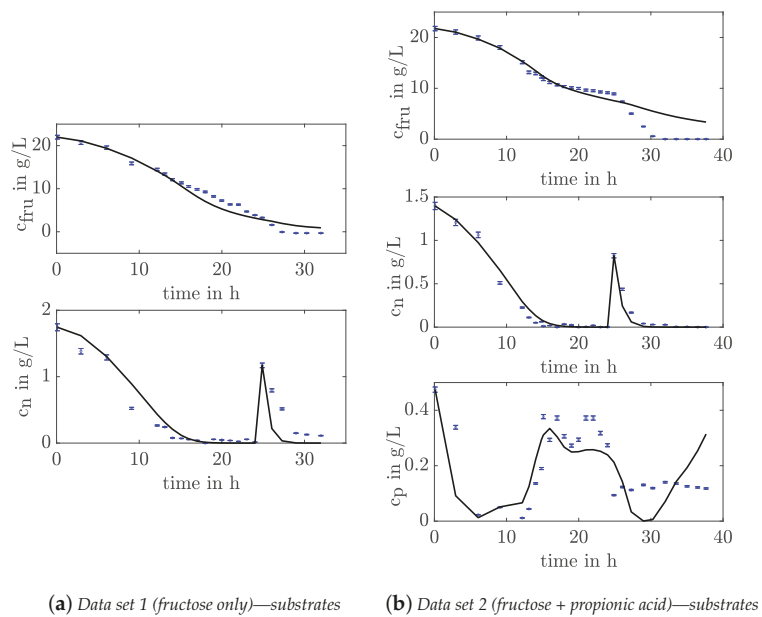 20
10
0
c_fru in g/L
0 10 20 30
time in h
2
1
0
c_n in g/L
0 10 20 30
time in h
20
10
0
c_fru in g/L
0 10 20 30 40
time in h
1.5
1
0.5
0
c_n in g/L
0 10 20 30 40
time in h
0.4
0.2
0
c_p in g/L
0 10 20 30 40
time in h
(a) Data set 1 (fructose only)—substrates
(b) Data set 2 (fructose + propionic acid)—substrates